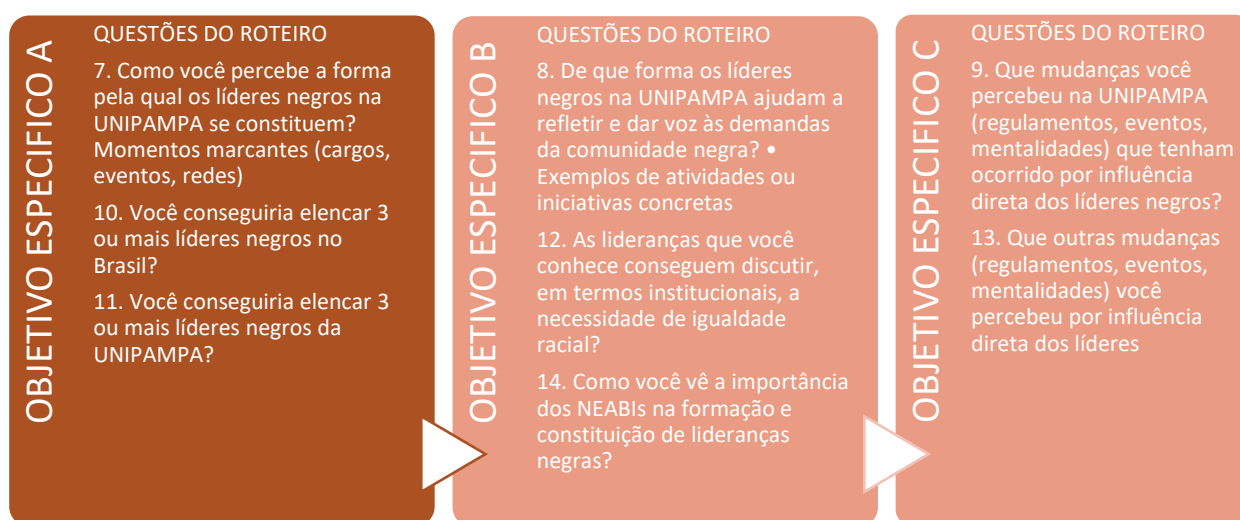 OBJETIVO ESPECIFICO A
QUESTÕES DO ROTEIRO
7. Como você percebe a forma
pela qual os líderes negros na
UNIPAMPA se constituem?
Momentos marcantes (cargos,
eventos, redes)
10. Você conseguiria elencar 3
ou mais líderes negros no
Brasil?
11. Você conseguiria elencar 3
ou mais líderes negros da
UNIPAMPA?
OBJETIVO ESPECIFICO B
QUESTÕES DO ROTEIRO
8. De que forma os líderes
negros na UNIPAMPA ajudam a
refletir e dar voz às demandas
da comunidade negra? •
Exemplos de atividades ou
iniciativas concretas
12. As lideranças que você
conhece conseguem discutir,
em termos institucionais, a
necessidade de igualdade
racial?
14. Como você vê a importância
dos NEABIs na formação e
constituição de lideranças
negras?
OBJETIVO ESPECIFICO C
QUESTÕES DO ROTEIRO
9. Que mudanças você
percebeu na UNIPAMPA
(regulamentos, eventos,
mentalidades) que tenham
ocorrido por influência
direta dos líderes negros?
13. Que outras mudanças
(regulamentos, eventos,
mentalidades) você
percebeu por influência
direta dos líderes